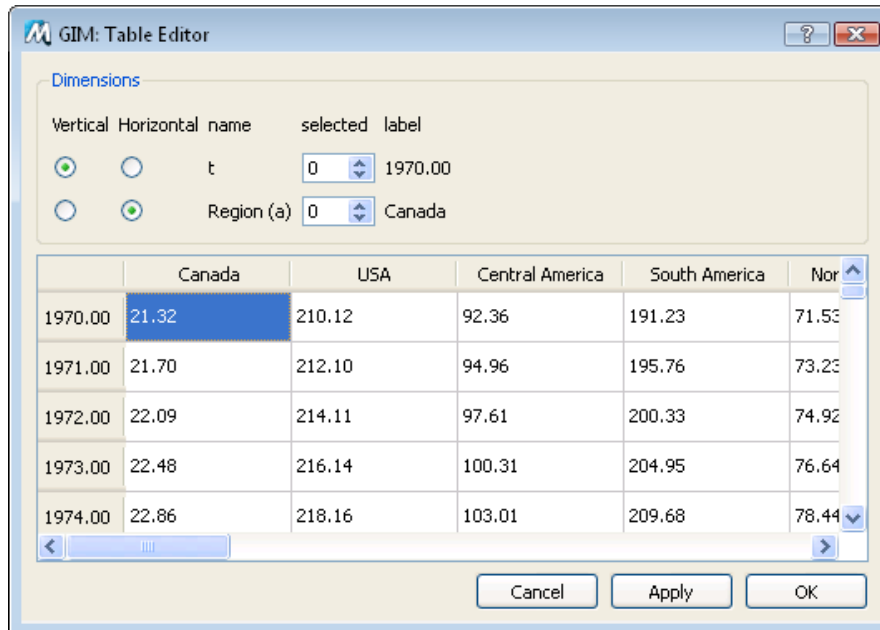 GIM: Table Editor
Dimensions
Vertical Horizontal name selected label
t 0 1970.00
Region (a) 0 Canada
Canada USA Central America South America Nor
1970.00 21.32 210.12 92.36 191.23 71.53
1971.00 21.70 212.10 94.96 195.76 73.23
1972.00 22.09 214.11 97.61 200.33 74.92
1973.00 22.48 216.14 100.31 204.95 76.64
1974.00 22.86 218.16 103.01 209.68 78.44
Cancel Apply OK